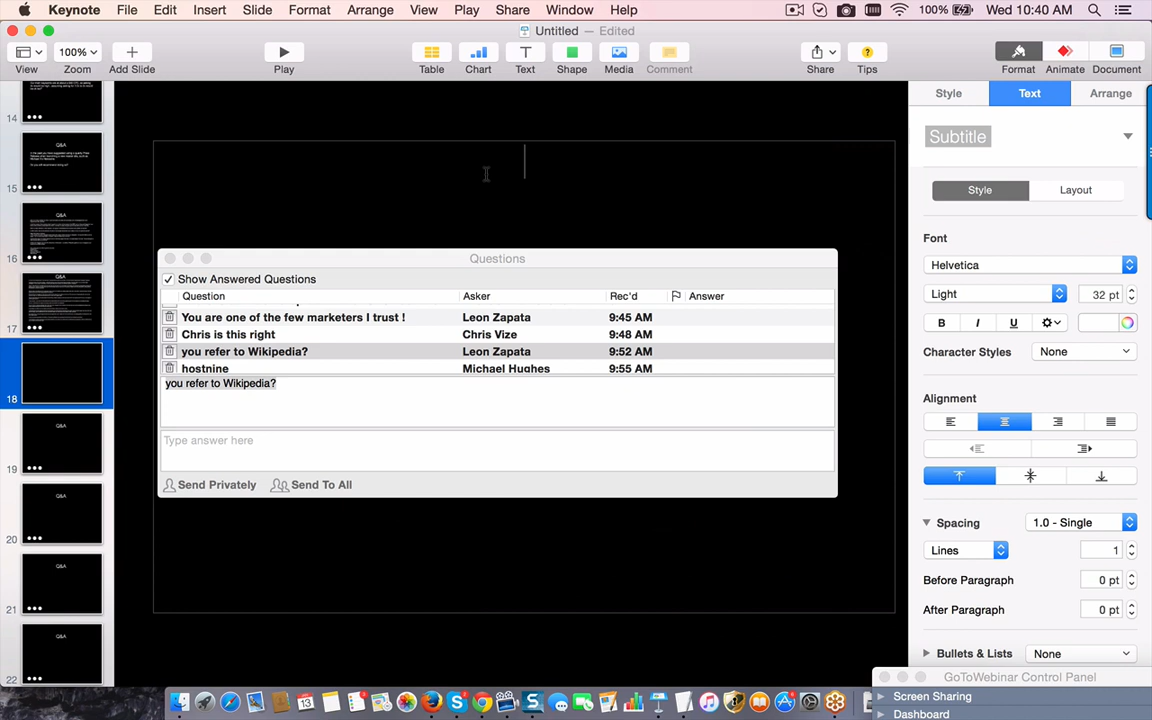 Keynote File Edit Insert Slide Format Arrange View Play Share Window Help 100% Wed 10:40 AM
Untitled — Edited
100%
View Zoom Add Slide Play Table Chart Text Shape Media Comment Share Tips Format Animate Document
Style Text Arrange
Subtitle
Style Layout
Font
Helvetica
Light 32 pt
B I U
Character Styles None
Alignment
Spacing 1.0 - Single
Lines 1
Before Paragraph 0 pt
After Paragraph 0 pt
Bullets & Lists None
14
Q&A
15
Q&A
16
Q&A
17
18
Q&A
19
Q&A
20
Q&A
21
Q&A
22
Questions
Show Answered Questions
Question Asker Rec'd Answer
You are one of the few marketers I trust ! Leon Zapata 9:45 AM
Chris is this right Chris Vize 9:48 AM
you refer to Wikipedia? Leon Zapata 9:52 AM
hostnine Michael Hughes 9:55 AM
you refer to Wikipedia?
Type answer here
Send Privately Send To All
GoToWebinar Control Panel
Screen Sharing
Dashboard
13